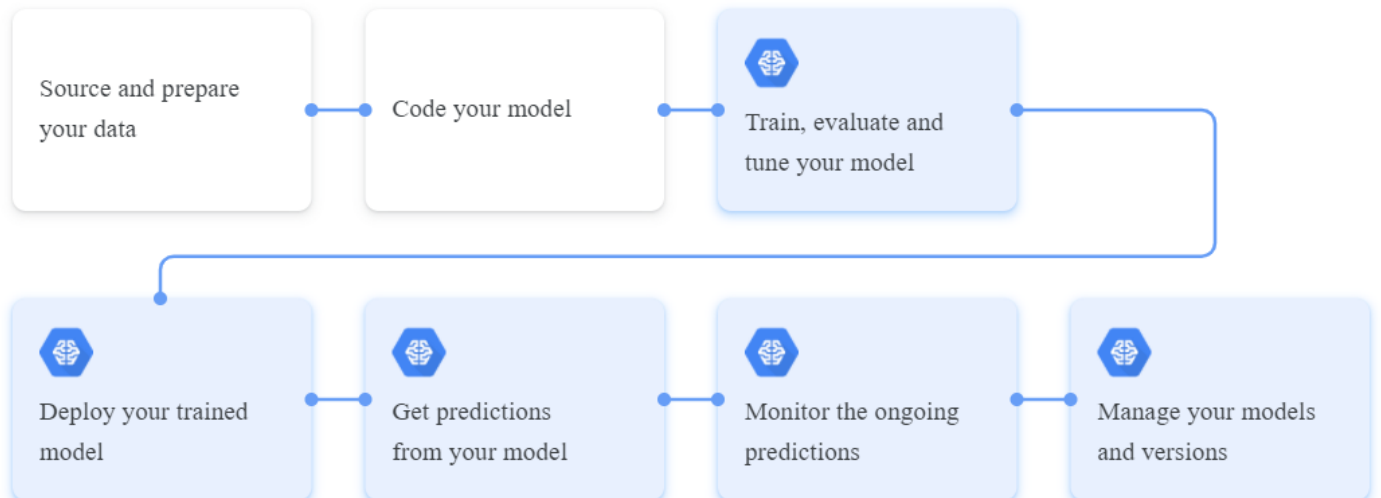 Source and prepare
your data
Code your model
Train, evaluate and
tune your model
Deploy your trained
model
Get predictions
from your model
Monitor the ongoing
predictions
Manage your models
and versions